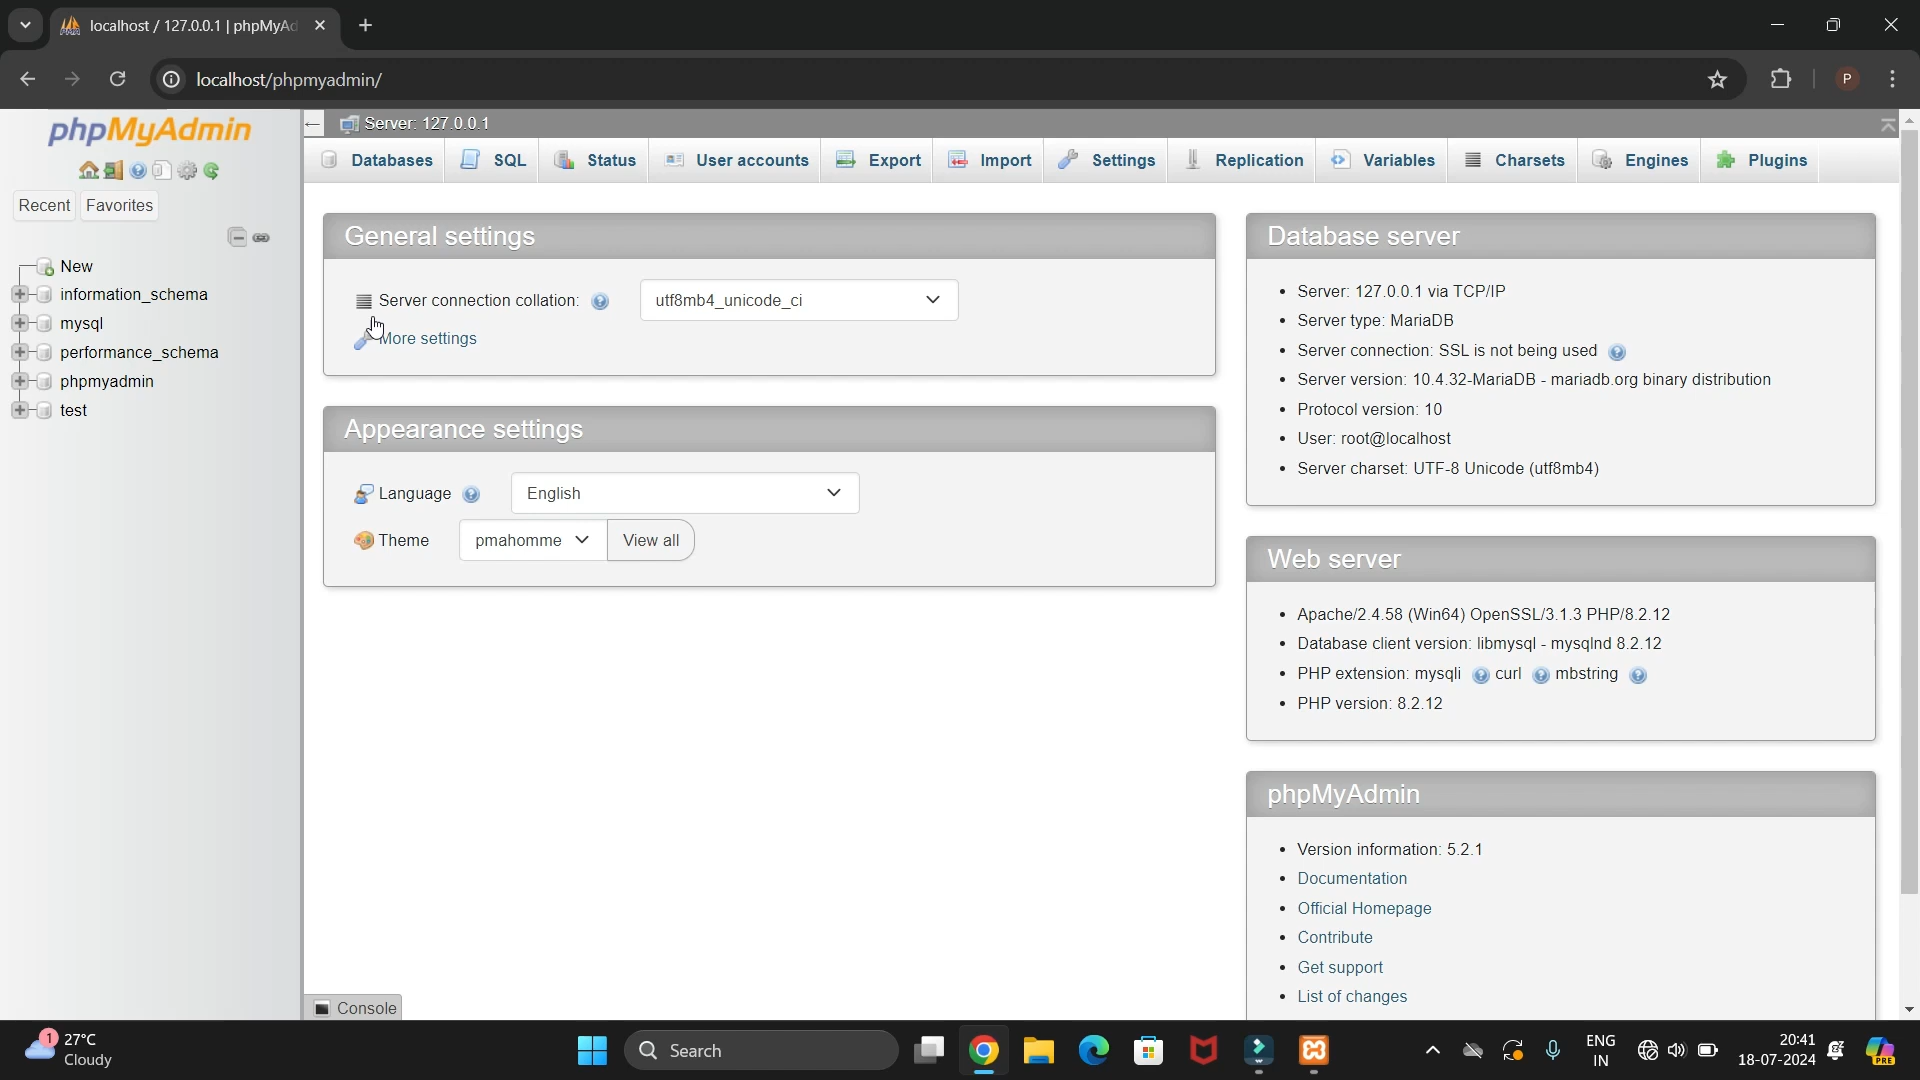 localhost / 127.0.0.1 | phpMyAd
localhost/phpmyadmin/
P
phpMyAdmin
Recent
Favorites
New
information_schema
mysql
performance_schema
phpmyadmin
test
Server: 127.0.0.1
Databases
SQL
Status
User accounts
Export
Import
Settings
Replication
Variables
Charsets
Engines
Plugins
General settings
Server connection collation:
utf8mb4_unicode_ci
More settings
Appearance settings
Language
English
Theme
pmahomme
View all
Database server
Server: 127.0.0.1 via TCP/IP
Server type: MariaDB
Server connection: SSL is not being used
Server version: 10.4.32-MariaDB - mariadb.org binary distribution
Protocol version: 10
User: root@localhost
Server charset: UTF-8 Unicode (utf8mb4)
Web server
Apache/2.4.58 (Win64) OpenSSL/3.1.3 PHP/8.2.12
Database client version: libmysql - mysqlnd 8.2.12
PHP extension: mysqli curl mbstring
PHP version: 8.2.12
phpMyAdmin
Version information: 5.2.1
Documentation
Official Homepage
Contribute
Get support
List of changes
Console
1
27°C
Cloudy
Search
ENG
IN
20:41
18-07-2024
PRE